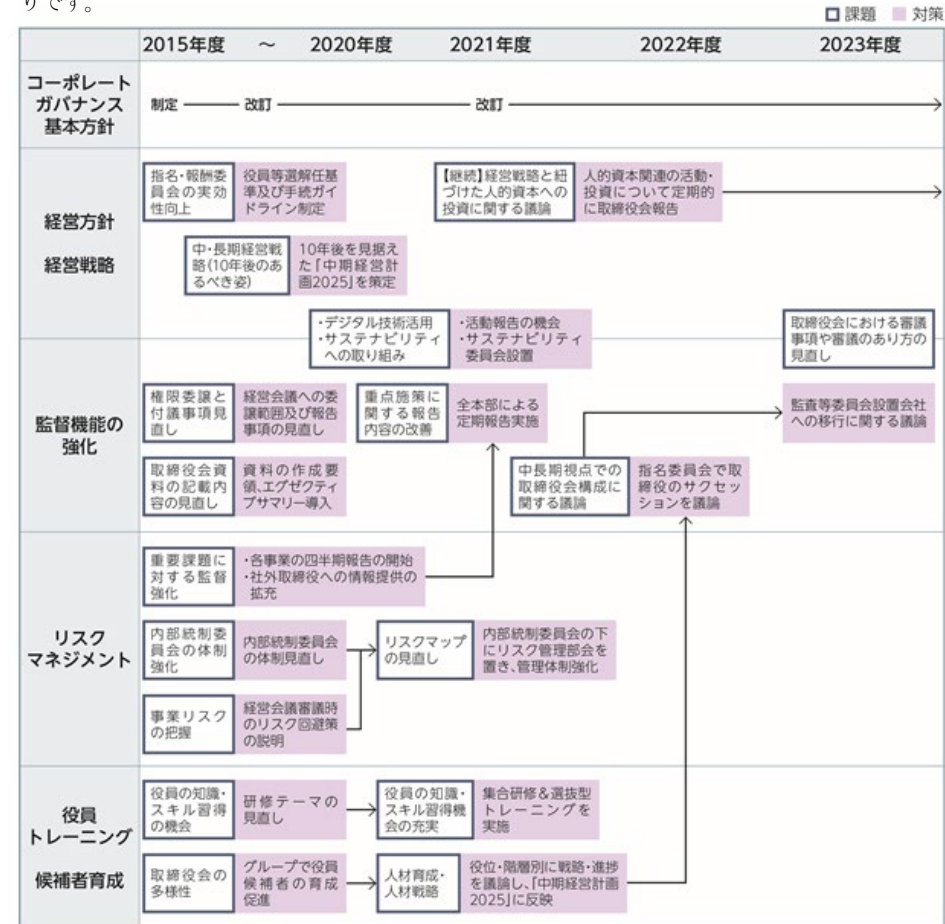 りです。
課題 対策
2015年度 ～ 2020年度 2021年度 2022年度 2023年度
コーポレート
ガバナンス
基本方針
制定 改訂 改訂
経営方針
経営戦略
指名・報酬委
員会の実効
性向上
役員等選解任基
準及び手続ガイ
ドライン制定
【継続】経営戦略と紐
づけた人的資本への
投資に関する議論
人的資本関連の活動・
投資について定期的
に取締役会報告
中・長期経営戦
略(10年後のあ
るべき姿)
10年後を見据え
た「中期経営計
画2025」を策定
・デジタル技術活用
・サステナビリティ
への取り組み
・活動報告の機会
・サステナビリティ
委員会設置
取締役会における審議
事項や審議のあり方の
見直し
監督機能の
強化
権限委譲と
付議事項見
直し
経営会議への委
譲範囲及び報告
事項の見直し
重点施策に
関する報告
内容の改善
全本部による
定期報告実施
監査等委員会設置会社
への移行に関する議論
取締役会資
料の記載内
容の見直し
資料の作成要
領、エグゼクティ
ブサマリー導入
中長期視点での
取締役会構成に
関する議論
指名委員会で取
締役のサクセッ
ションを議論
リスク
マネジメント
重要課題に
対する監督
強化
・各事業の四半期報告の開始
・社外取締役への情報提供の
拡充
内部統制委
員会の体制
強化
内部統制委員会
の体制見直し
リスクマップ
の見直し
内部統制委員会の下
にリスク管理部会を
置き、管理体制強化
事業リスク
の把握
経営会議審議時
のリスク回避策
の説明
役員
トレーニング
候補者育成
役員の知識・
スキル習得
の機会
研修テーマの
見直し
役員の知識・
スキル習得機
会の充実
集合研修&選抜型
トレーニングを
実施
取締役会の
多様性
グループで役員
候補者の育成
促進
人材育成・
人材戦略
役位・階層別に戦略・進捗
を議論し、「中期経営計画
2025」に反映